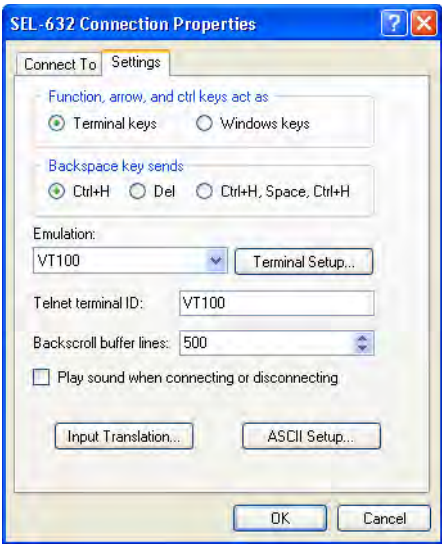 SEL-632 Connection Properties
Connect To Settings
Function, arrow, and ctrl keys act as
Terminal keys Windows keys
Backspace key sends
Ctrl+H Del Ctrl+H, Space, Ctrl+H
Emulation:
VT100 Terminal Setup...
Telnet terminal ID: VT100
Backscroll buffer lines: 500
Play sound when connecting or disconnecting
Input Translation... ASCII Setup...
OK Cancel